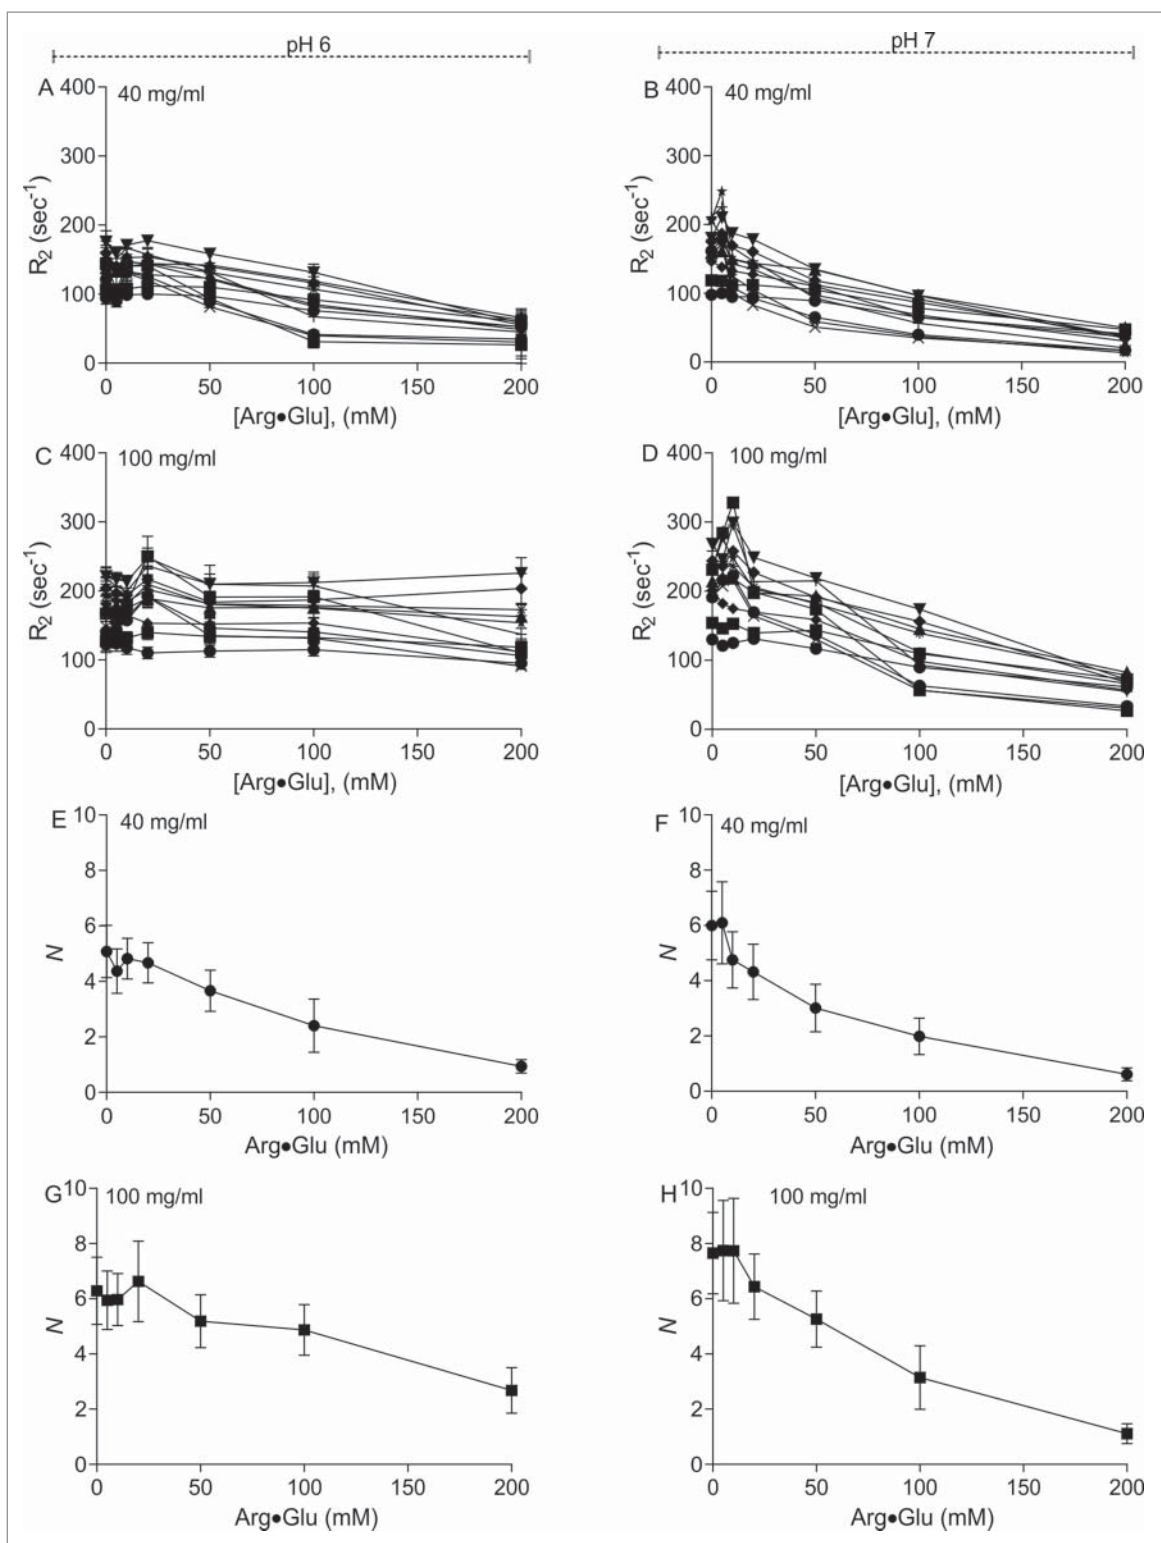 pH 6
pH 7
A 40 mg/ml
400
300
200
100
0
R2 (sec-1)
0 50 100 150 200
[Arg●Glu], (mM)
B 40 mg/ml
400
300
200
100
0
R2 (sec-1)
0 50 100 150 200
[Arg●Glu], (mM)
C 100 mg/ml
400
300
200
100
0
R2 (sec-1)
0 50 100 150 200
[Arg●Glu], (mM)
D 100 mg/ml
400
300
200
100
0
R2 (sec-1)
0 50 100 150 200
[Arg●Glu], (mM)
E 40 mg/ml
10
8
6
4
2
0
N
0 50 100 150 200
Arg●Glu (mM)
F 40 mg/ml
10
8
6
4
2
0
N
0 50 100 150 200
Arg●Glu (mM)
G 100 mg/ml
10
8
6
4
2
0
N
0 50 100 150 200
Arg●Glu (mM)
H 100 mg/ml
10
8
6
4
2
0
N
0 50 100 150 200
Arg●Glu (mM)